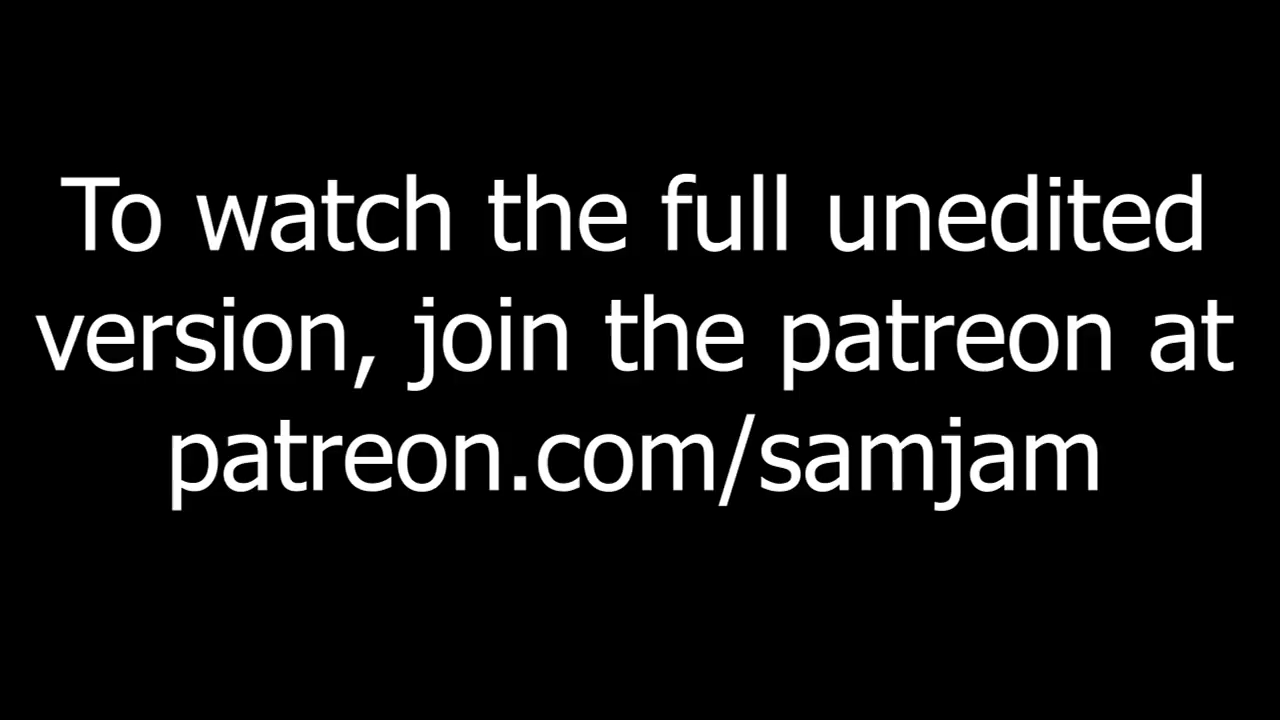 To watch the full unedited
version, join the patreon at
patreon.com/samjam